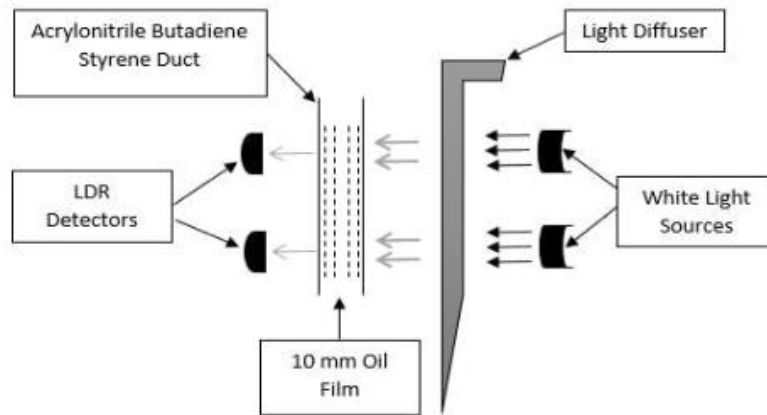 Acrylonitrile Butadiene
Styrene Duct
Light Diffuser
LDR
Detectors
White Light
Sources
10 mm Oil
Film